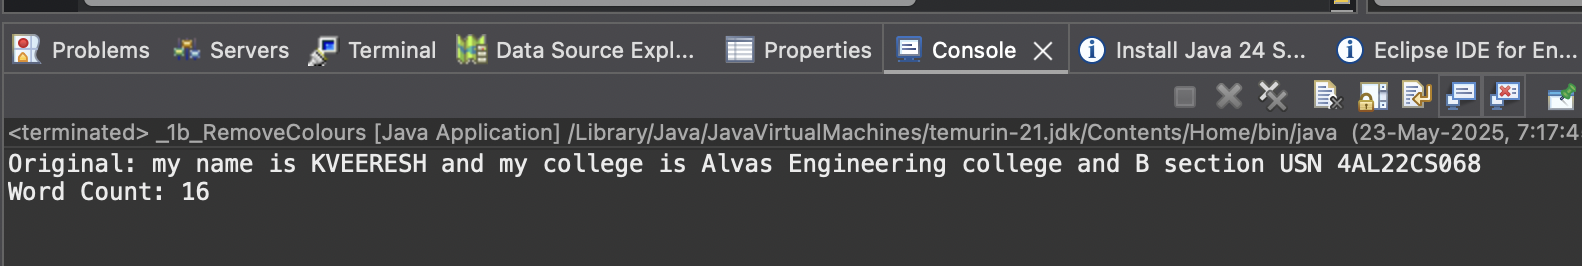 Problems Servers Terminal Data Source Expl... Properties Console Install Java 24 S... Eclipse IDE for En...
<terminated> _1b_RemoveColours [Java Application] /Library/Java/JavaVirtualMachines/temurin-21.jdk/Contents/Home/bin/java (23-May-2025, 7:17:4
Original: my name is KVEERESH and my college is Alvas Engineering college and B section USN 4AL22CS068
Word Count: 16